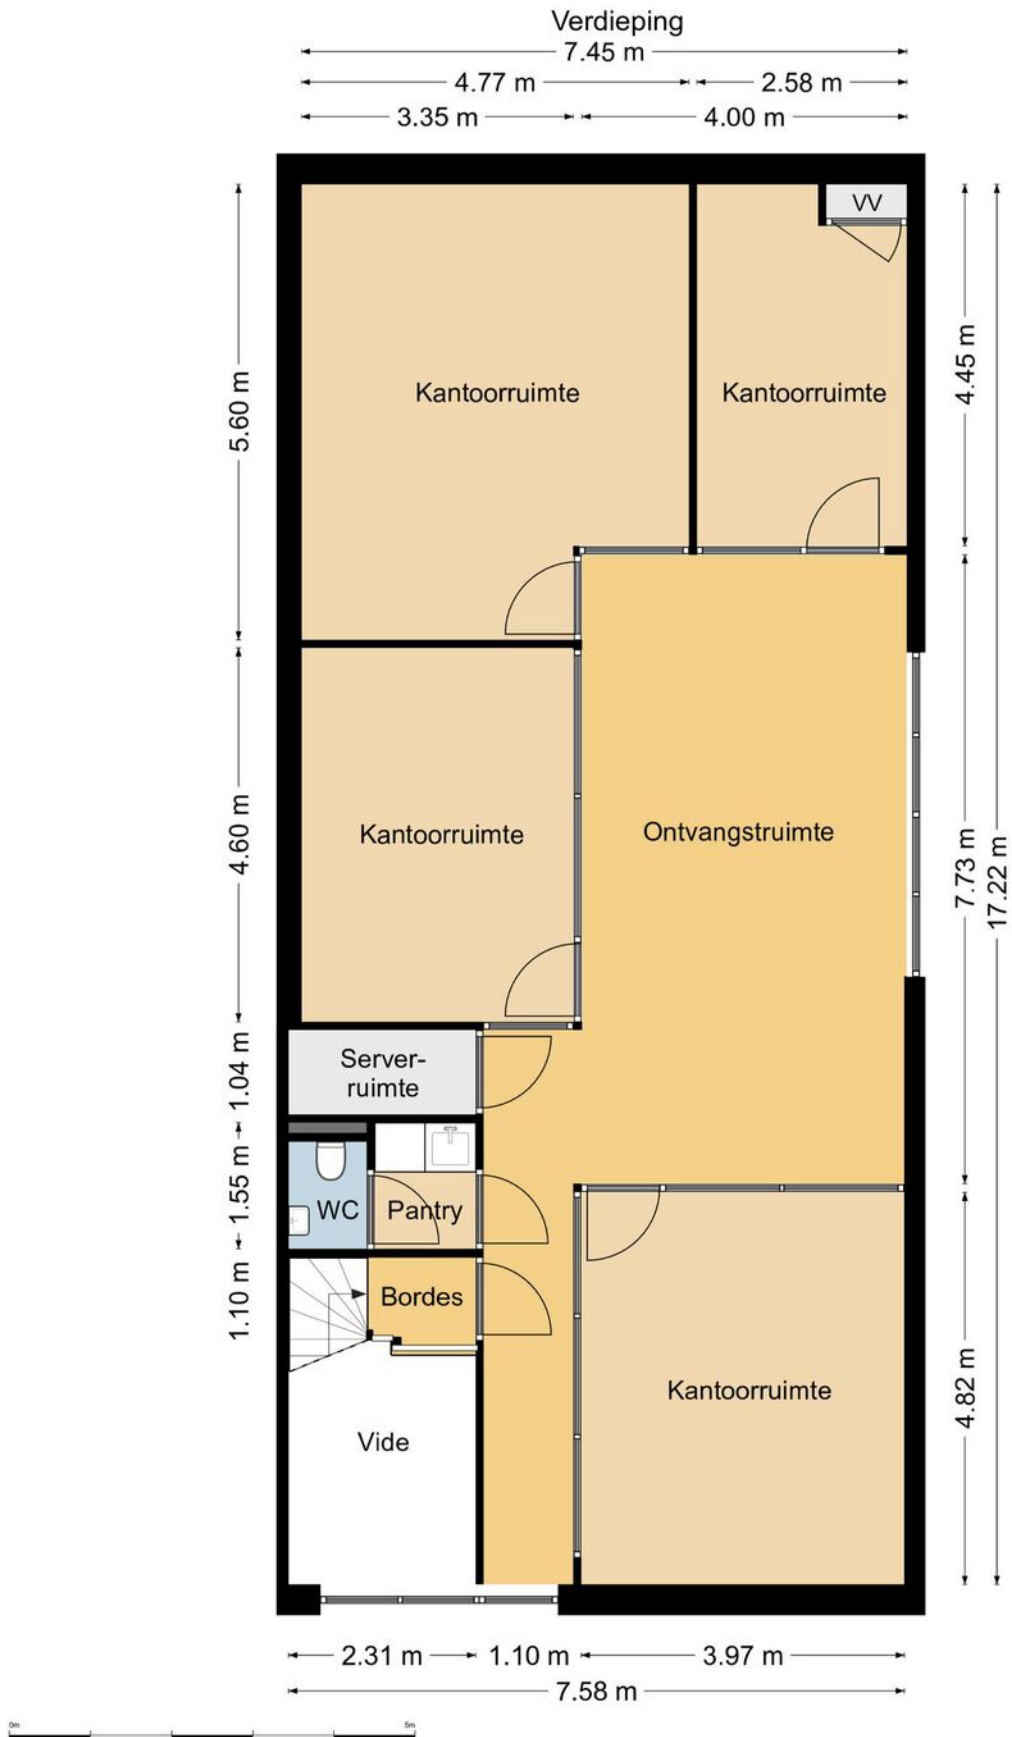 Verdieping
7.45 m
4.77 m
2.58 m
3.35 m
4.00 m
VV
5.60 m
4.45 m
Kantoorruimte
Kantoorruimte
4.60 m
Kantoorruimte
Ontvangstruimte
7.73 m
17.22 m
1.04 m
Server-
ruimte
1.55 m
WC
Pantry
1.10 m
Bordes
Kantoorruimte
4.82 m
Vide
2.31 m
1.10 m
3.97 m
7.58 m
0m
5m